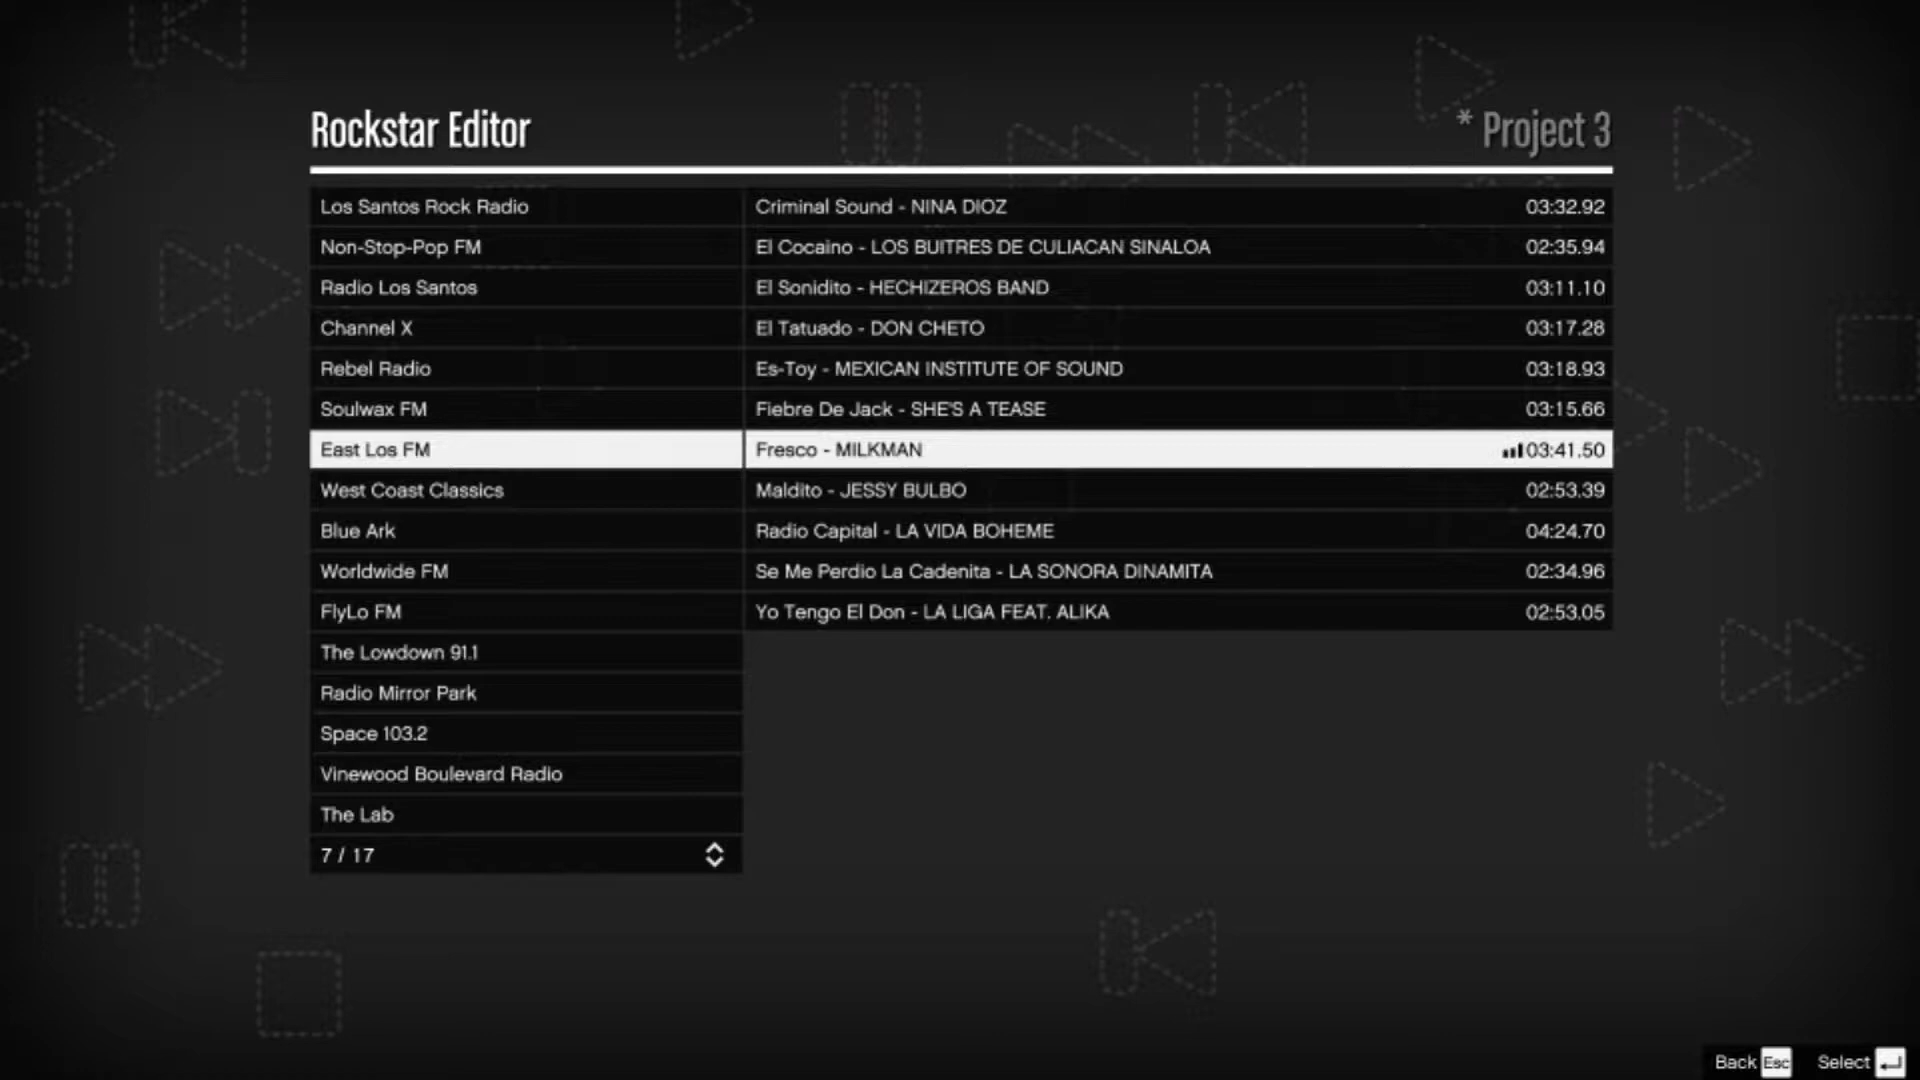 Rockstar Editor
* Project 3
Los Santos Rock Radio
Non-Stop-Pop FM
Radio Los Santos
Channel X
Rebel Radio
Soulwax FM
East Los FM
West Coast Classics
Blue Ark
Worldwide FM
FlyLo FM
The Lowdown 91.1
Radio Mirror Park
Space 103.2
Vinewood Boulevard Radio
The Lab
7 / 17
Criminal Sound - NINA DIOZ 03:32.92
El Cocaino - LOS BUITRES DE CULIACAN SINALOA 02:35.94
El Sonidito - HECHIZEROS BAND 03:11.10
El Tatuado - DON CHETO 03:17.28
Es-Toy - MEXICAN INSTITUTE OF SOUND 03:18.93
Fiebre De Jack - SHE'S A TEASE 03:15.66
Fresco - MILKMAN 03:41.50
Maldito - JESSY BULBO 02:53.39
Radio Capital - LA VIDA BOHEME 04:24.70
Se Me Perdio La Cadenita - LA SONORA DINAMITA 02:34.96
Yo Tengo El Don - LA LIGA FEAT. ALIKA 02:53.05
Back Esc Select